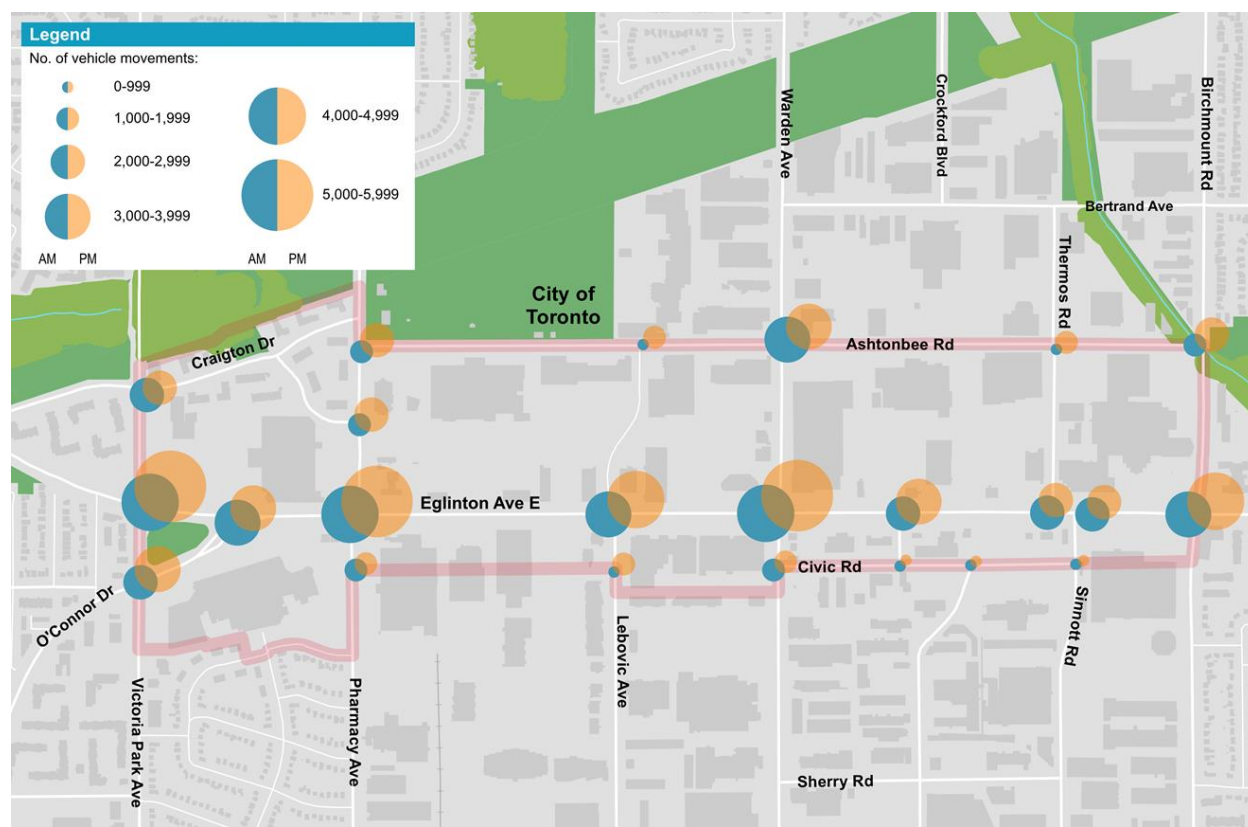 Legend
No. of vehicle movements:
0-999
1,000-1,999
2,000-2,999
3,000-3,999
4,000-4,999
5,000-5,999
AM PM
AM PM
Warden Ave
Crockford Blvd
Birchmount Rd
Bertrand Ave
Thermos Rd
City of
Toronto
Craigton Dr
Ashtonbee Rd
Eglinton Ave E
Civic Rd
O'Connor Dr
Victoria Park Ave
Pharmacy Ave
Lebovic Ave
Sinnott Rd
Sherry Rd